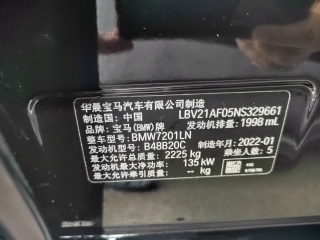 华晨宝马汽车有限公司制造
制造国：中国 LBV21AF05NS329661
品牌：宝马(BMW)牌 发动机排量：1998 mL
整车型号：BMW7201LN
发动机型号：B48B20C 制造年月：2022-01
最大允许总质量：2225 kg 乘坐人数：5
发动机最大净功率：135 kW
最大允许牵引质量：-- kg